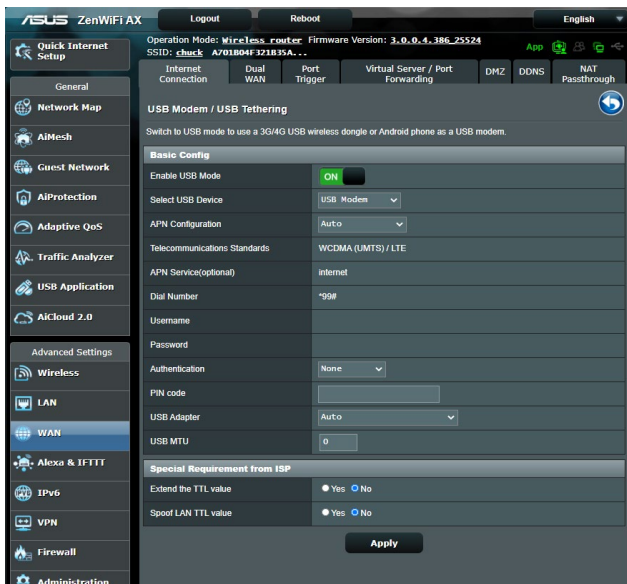 ASUS ZenWiFi AX Logout Reboot English
Quick Internet Setup
Operation Mode: Wireless router Firmware Version: 3.0.0.4.386_25524
SSID: chuck A701B04F321B35A...
App
General
Network Map
AiMesh
Guest Network
AiProtection
Adaptive QoS
Traffic Analyzer
USB Application
AiCloud 2.0
Advanced Settings
Wireless
LAN
WAN
Alexa & IFTTT
IPv6
VPN
Firewall
Administration
Internet Connection
Dual WAN
Port Trigger
Virtual Server / Port Forwarding
DMZ
DDNS
NAT Passthrough
USB Modem / USB Tethering
Switch to USB mode to use a 3G/4G USB wireless dongle or Android phone as a USB modem.
Basic Config
Enable USB Mode ON
Select USB Device USB Modem
APN Configuration Auto
Telecommunications Standards WCDMA (UMTS) / LTE
APN Service(optional) internet
Dial Number *99#
Username
Password
Authentication None
PIN code
USB Adapter Auto
USB MTU 0
Special Requirement from ISP
Extend the TTL value Yes No
Spoof LAN TTL value Yes No
Apply